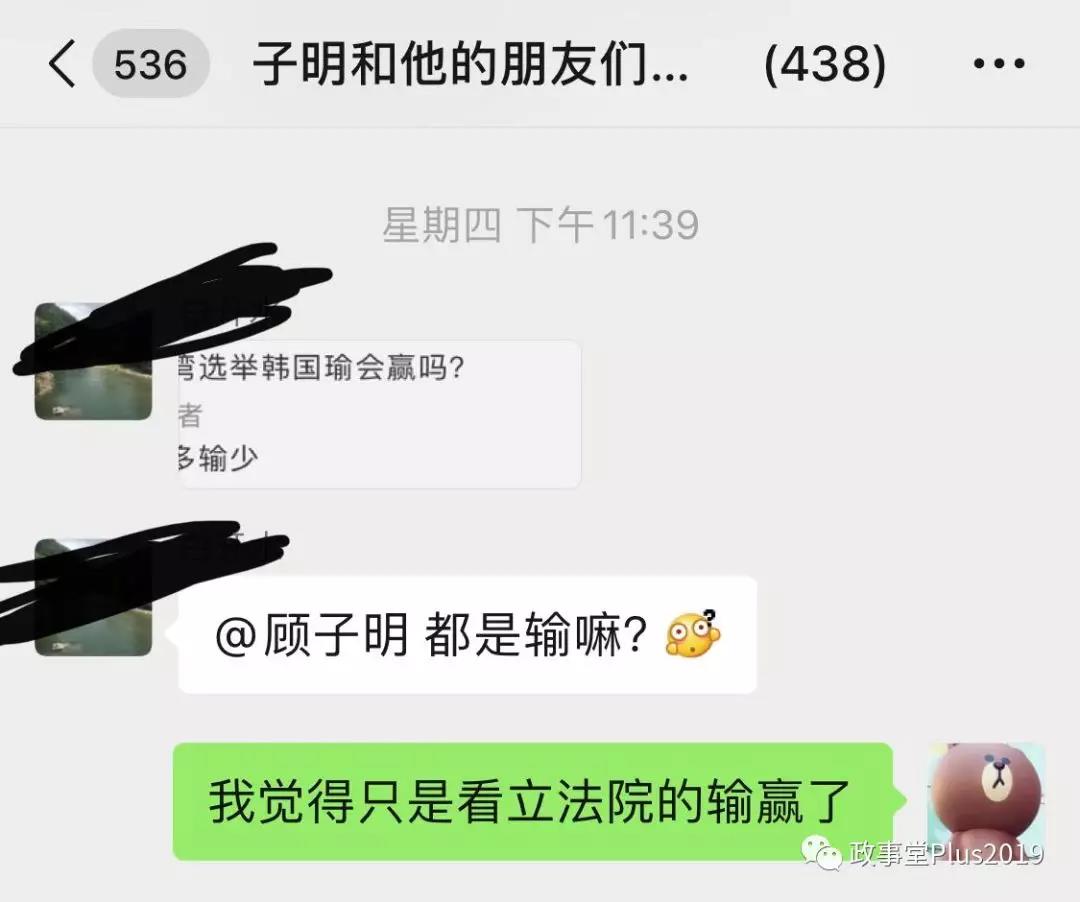 536
子明和他的朋友们... (438)
星期四 下午11:39
湾选举韩国瑜会赢吗?
者
多输少
@顾子明 都是输嘛?
我觉得只是看立法院的输赢了
政事堂Plus2019